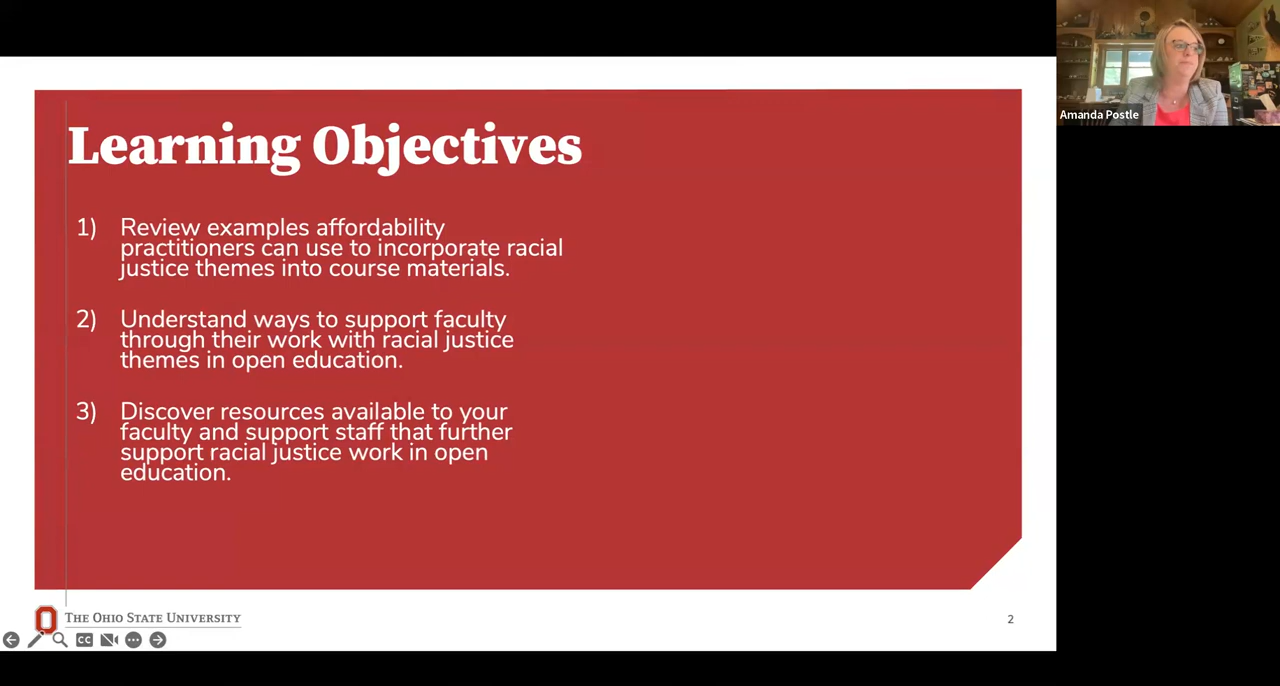 Learning Objectives
1) Review examples affordability
practitioners can use to incorporate racial
justice themes into course materials.
2) Understand ways to support faculty
through their work with racial justice
themes in open education.
3) Discover resources available to your
faculty and support staff that further
support racial justice work in open
education.
THE OHIO STATE UNIVERSITY
2
CC
Amanda Postle